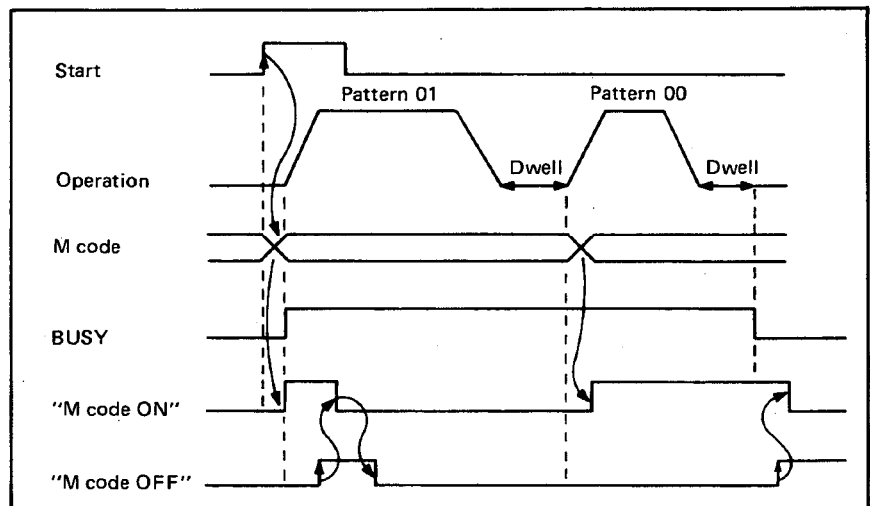 Start
Pattern 01
Pattern 00
Dwell
Dwell
Operation
M code
BUSY
"M code ON"
"M code OFF"